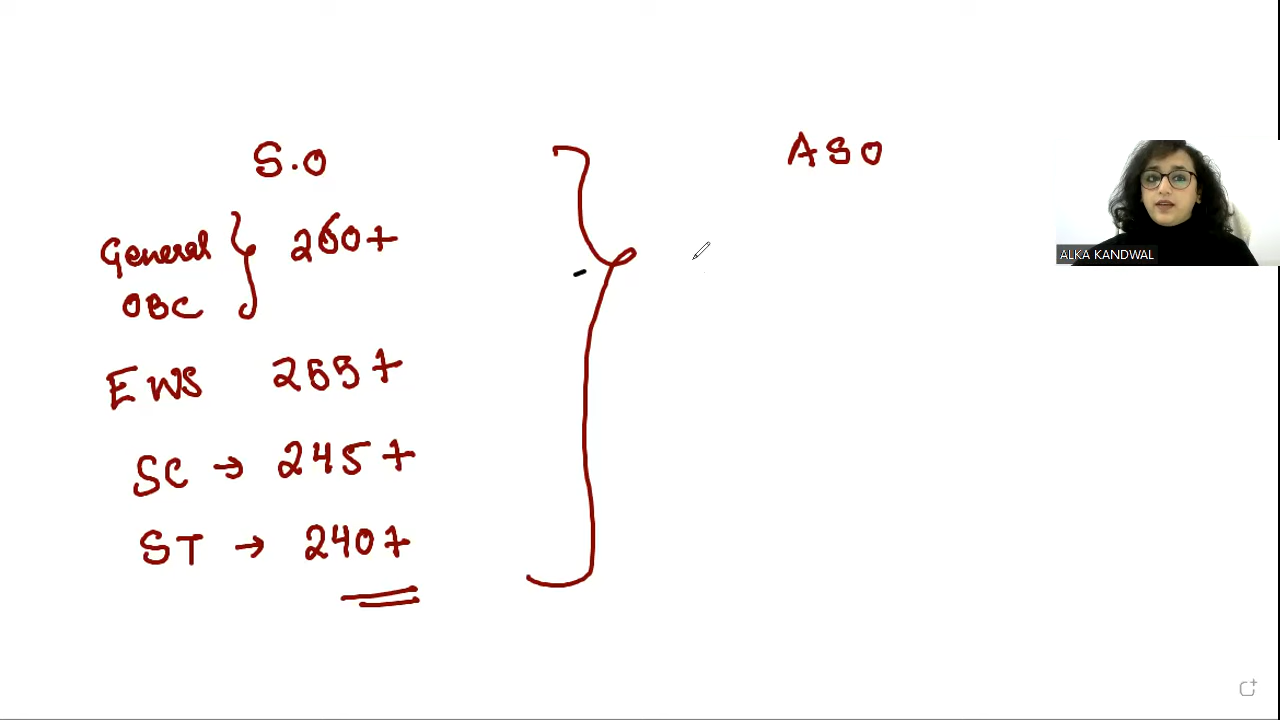 S.O
ASO
General
OBC
260+
EWS 255+
SC → 245+
ST → 240+
ALKA KANDWAL